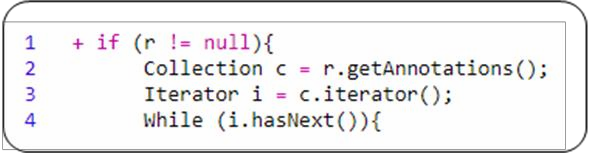 1 + if (r != null){
2 Collection c = r.getAnnotations();
3 Iterator i = c.iterator();
4 While (i.hasNext()){